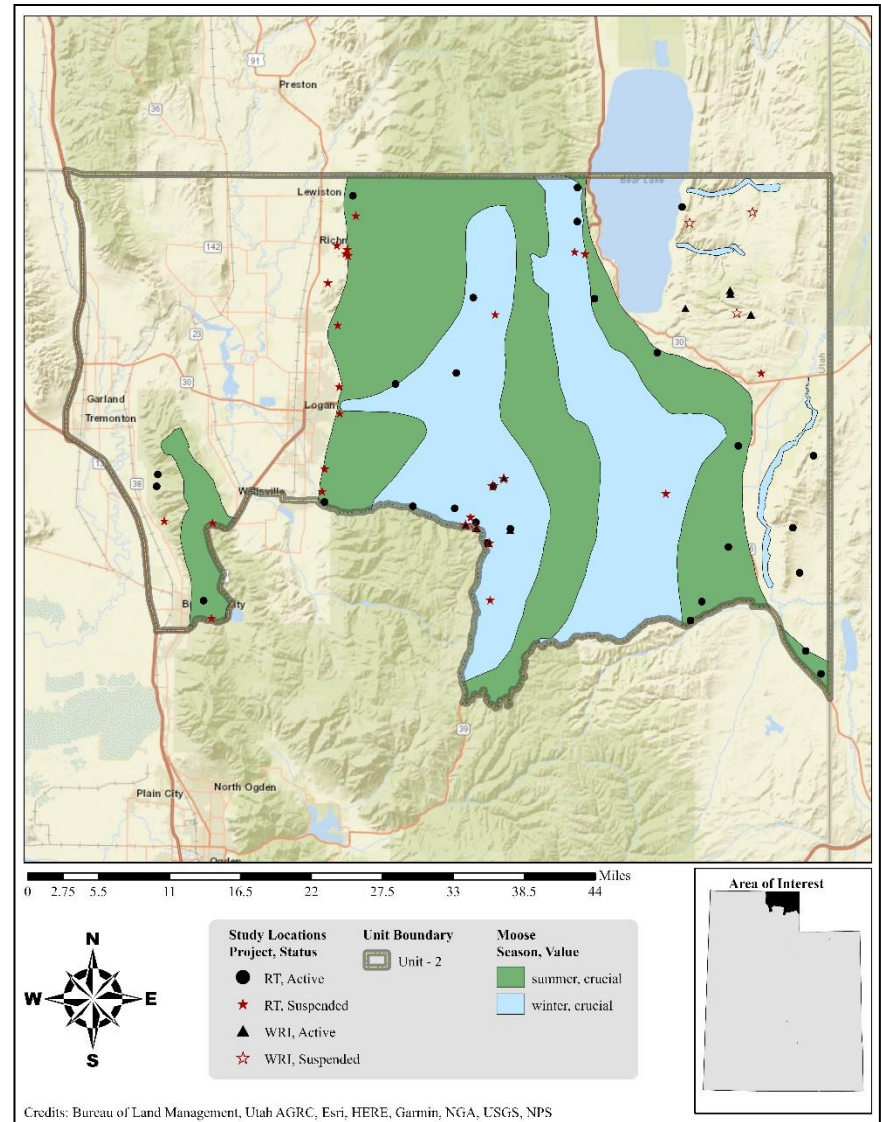 91
Preston
36
Bear Lake
Lewiston
Richm
142
23
30
30
Utah
Garland
Tremonton
Logan
38
Wellsville
City
39
Plain City
North Ogden
Ogden
Miles
0 2.75 5.5 11 16.5 22 27.5 33 38.5 44
N
W E
S
Study Locations
Project, Status
RT, Active
RT, Suspended
WRI, Active
WRI, Suspended
Unit Boundary
Unit - 2
Moose
Season, Value
summer, crucial
winter, crucial
Area of Interest
Credits: Bureau of Land Management, Utah AGRC, Esri, HERE, Garmin, NGA, USGS, NPS